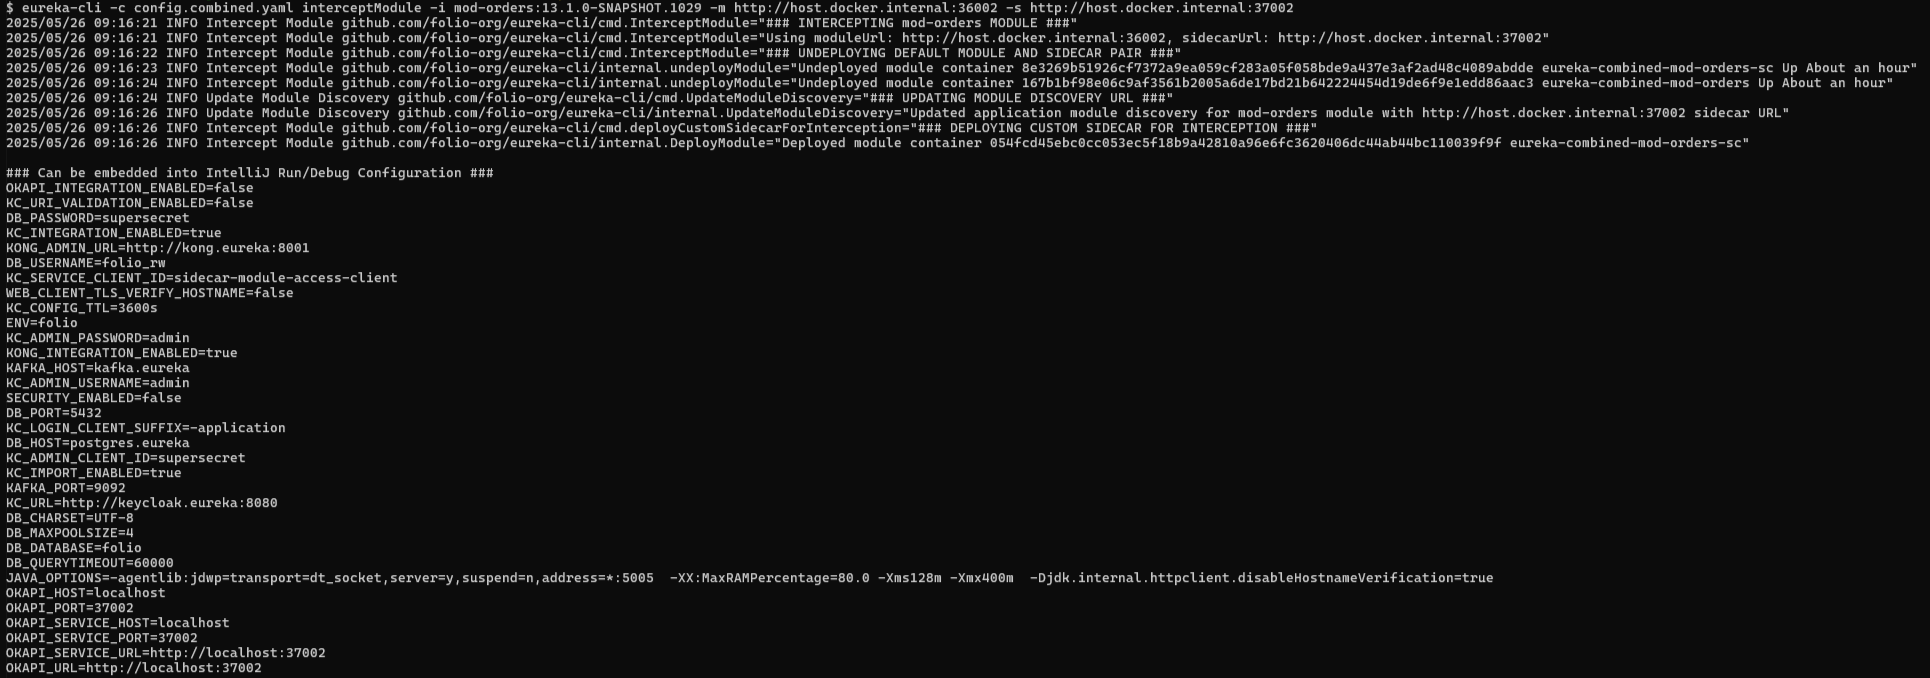 $ eureka-cli -c config.combined.yaml interceptModule -i mod-orders:13.1.0-SNAPSHOT.1029 -m http://host.docker.internal:36002 -s http://host.docker.internal:37002
2025/05/26 09:16:21 INFO Intercept Module github.com/folio-org/eureka-cli/cmd.InterceptModule="### INTERCEPTING mod-orders MODULE ###"
2025/05/26 09:16:21 INFO Intercept Module github.com/folio-org/eureka-cli/cmd.InterceptModule="Using moduleUrl: http://host.docker.internal:36002, sidecarUrl: http://host.docker.internal:37002"
2025/05/26 09:16:22 INFO Intercept Module github.com/folio-org/eureka-cli/cmd.InterceptModule="### UNDEPLOYING DEFAULT MODULE AND SIDECAR PAIR ###"
2025/05/26 09:16:23 INFO Intercept Module github.com/folio-org/eureka-cli/internal.undeployModule="Undeployed module container 8e3269b51926cf7372a9ea059cf283a05f058bde9a437e3af2ad48c4089abdde eureka-combined-mod-orders-sc Up About an hour"
2025/05/26 09:16:24 INFO Intercept Module github.com/folio-org/eureka-cli/internal.undeployModule="Undeployed module container 167b1bf98e06c9af3561b2005a6de17bd21b642224454d19de6f9e1edd86aac3 eureka-combined-mod-orders Up About an hour"
2025/05/26 09:16:24 INFO Update Module Discovery github.com/folio-org/eureka-cli/cmd.UpdateModuleDiscovery="### UPDATING MODULE DISCOVERY URL ###"
2025/05/26 09:16:26 INFO Update Module Discovery github.com/folio-org/eureka-cli/internal.UpdateModuleDiscovery="Updated application module discovery for mod-orders module with http://host.docker.internal:37002 sidecar URL"
2025/05/26 09:16:26 INFO Intercept Module github.com/folio-org/eureka-cli/cmd.deployCustomSidecarForInterception="### DEPLOYING CUSTOM SIDECAR FOR INTERCEPTION ###"
2025/05/26 09:16:26 INFO Intercept Module github.com/folio-org/eureka-cli/internal.DeployModule="Deployed module container 054fcd45ebc0cc053ec5f18b9a42810a96e6fc3620406dc44ab44bc110039f9f eureka-combined-mod-orders-sc"
### Can be embedded into IntelliJ Run/Debug Configuration ###
OKAPI_INTEGRATION_ENABLED=false
KC_URI_VALIDATION_ENABLED=false
DB_PASSWORD=supersecret
KC_INTEGRATION_ENABLED=true
KONG_ADMIN_URL=http://kong.eureka:8001
DB_USERNAME=folio_rw
KC_SERVICE_CLIENT_ID=sidecar-module-access-client
WEB_CLIENT_TLS_VERIFY_HOSTNAME=false
KC_CONFIG_TTL=3600s
ENV=folio
KC_ADMIN_PASSWORD=admin
KONG_INTEGRATION_ENABLED=true
KAFKA_HOST=kafka.eureka
KC_ADMIN_USERNAME=admin
SECURITY_ENABLED=false
DB_PORT=5432
KC_LOGIN_CLIENT_SUFFIX=-application
DB_HOST=postgres.eureka
KC_ADMIN_CLIENT_ID=supersecret
KC_IMPORT_ENABLED=true
KAFKA_PORT=9092
KC_URL=http://keycloak.eureka:8080
DB_CHARSET=UTF-8
DB_MAXPOOLSIZE=4
DB_DATABASE=folio
DB_QUERYTIMEOUT=60000
JAVA_OPTIONS=-agentlib:jdwp=transport=dt_socket,server=y,suspend=n,address=*:5005  -XX:MaxRAMPercentage=80.0 -Xms128m -Xmx400m  -Djdk.internal.httpclient.disableHostnameVerification=true
OKAPI_HOST=localhost
OKAPI_PORT=37002
OKAPI_SERVICE_HOST=localhost
OKAPI_SERVICE_PORT=37002
OKAPI_SERVICE_URL=http://localhost:37002
OKAPI_URL=http://localhost:37002